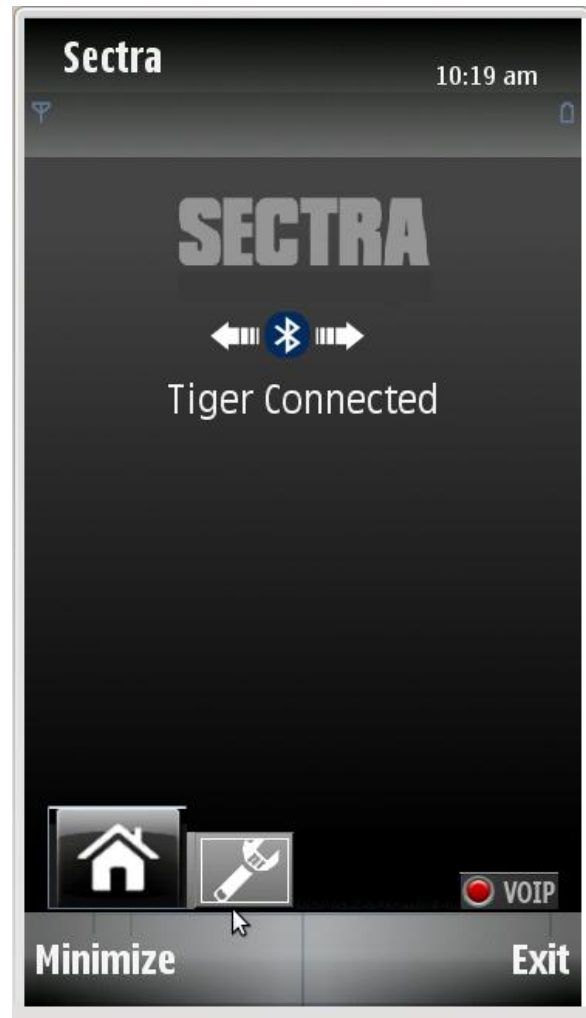 Sectra
10:19 am
SECTRA
Tiger Connected
VOIP
Minimize Exit